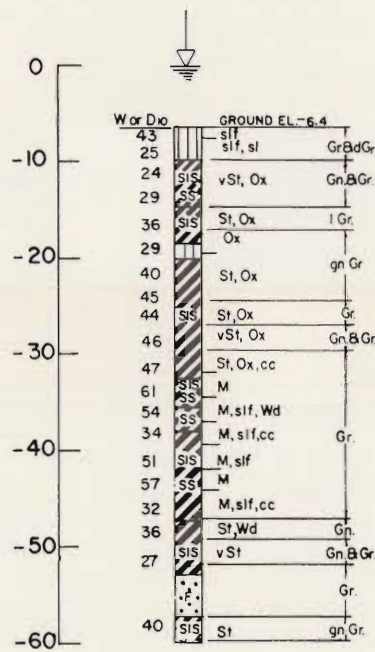 0
W or D10 GROUND EL.-6.4
43 slf
25 slf, sl Gr&dGr
-10
24 SIS vSt, Ox Gn.&Gr.
29 SS
36 SIS St, Ox l Gr.
Ox
29
-20
40 St, Ox gn Gr
45
44 SIS St,Ox Gr.
46 vSt, Ox Gn.&Gr.
-30
47 St,Ox,cc
61 SIS M
SS
54 SS M,slf,Wd
34 M,slf,cc Gr.
-40
51 SIS M,slf
57 SS M
32 M,slf,cc
36 St,Wd Gn.
-50
27 SIS vSt Gn.&Gr.
F Gr.
40 SIS St gn,Gr.
-60